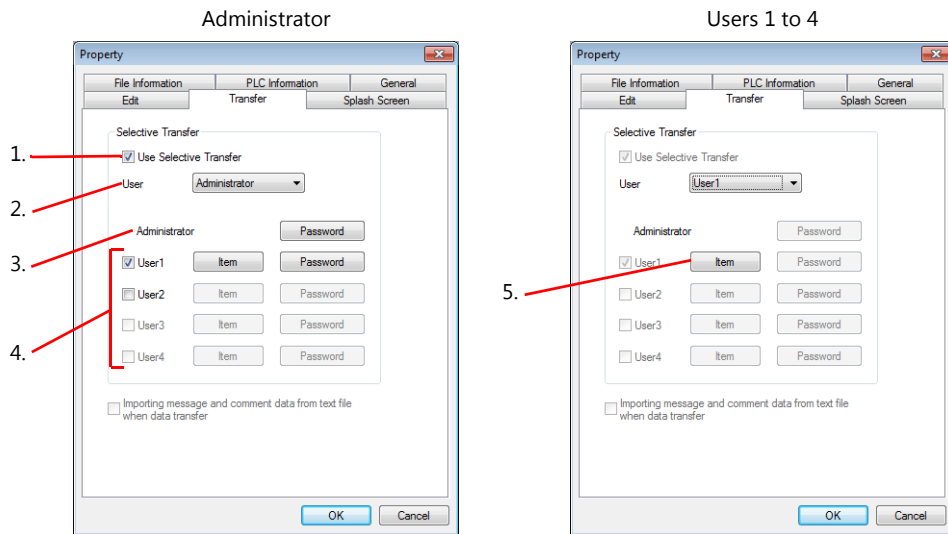 Administrator
Users 1 to 4
Property
File Information PLC Information General
Edit Transfer Splash Screen
Selective Transfer
1.
Use Selective Transfer
2.
User Administrator
3.
Administrator Password
4.
User1 Item Password
User2 Item Password
User3 Item Password
User4 Item Password
Importing message and comment data from text file
when data transfer
OK Cancel
Property
File Information PLC Information General
Edit Transfer Splash Screen
Selective Transfer
Use Selective Transfer
User User1
Administrator Password
5.
User1 Item Password
User2 Item Password
User3 Item Password
User4 Item Password
Importing message and comment data from text file
when data transfer
OK Cancel